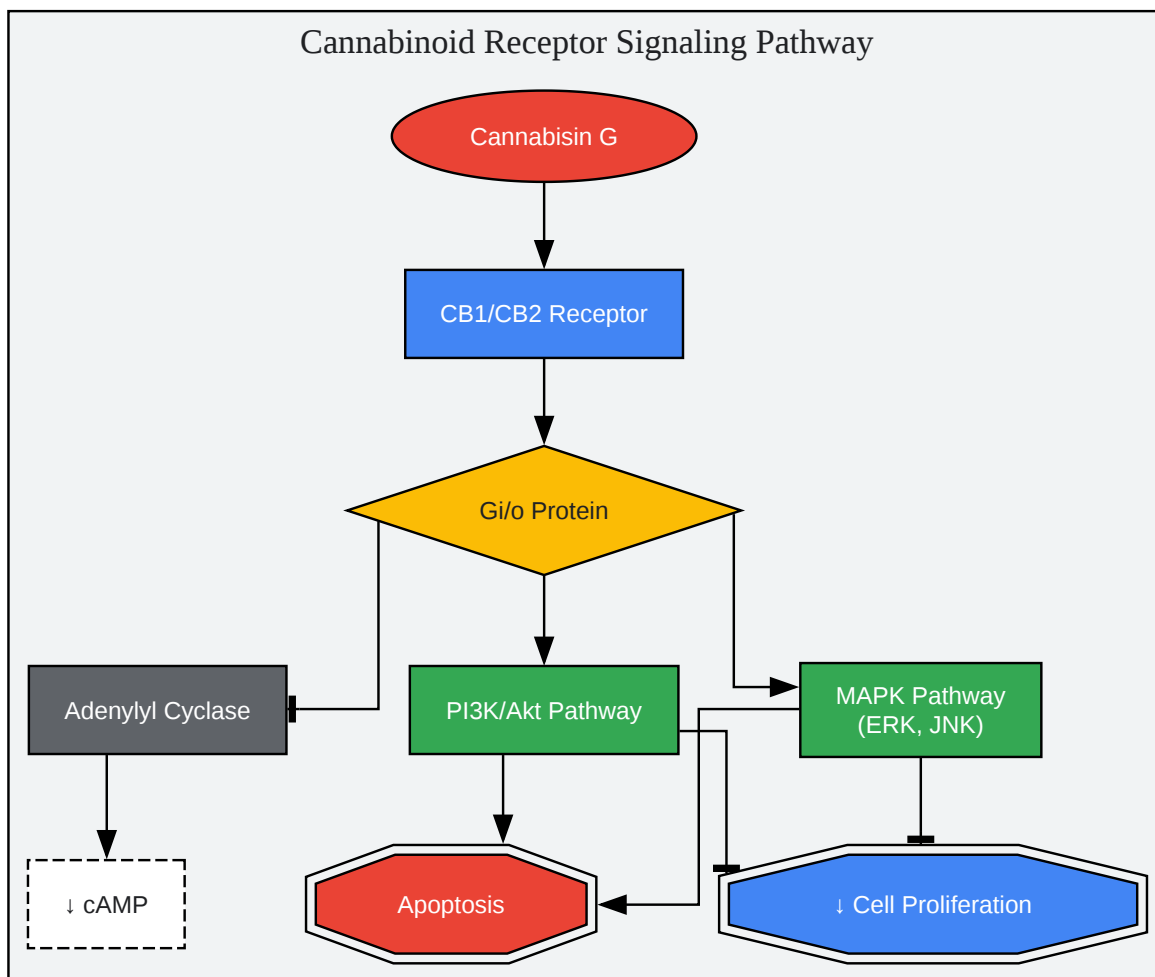 Cannabinoid Receptor Signaling Pathway
Cannabisin G
CB1/CB2 Receptor
Gi/o Protein
Adenylyl Cyclase
PI3K/Akt Pathway
MAPK Pathway
(ERK, JNK)
↓ cAMP
Apoptosis
↓ Cell Proliferation